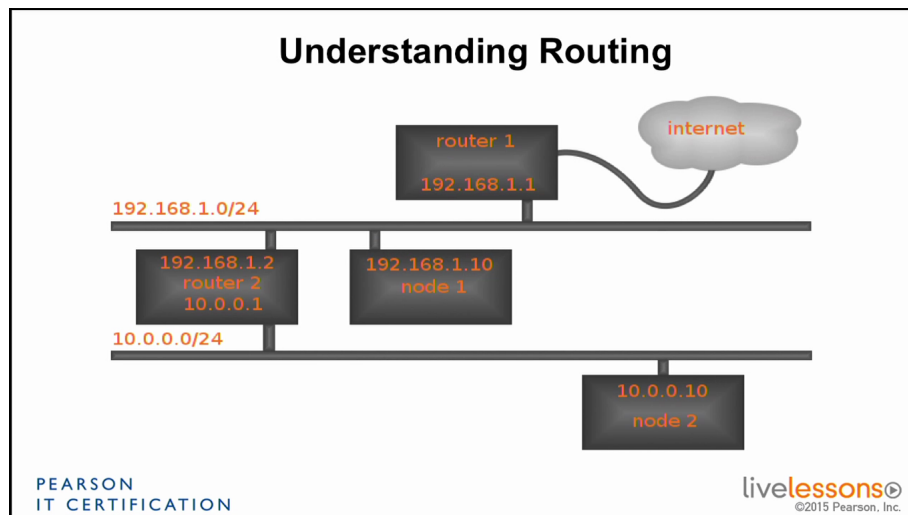 Understanding Routing
internet
router 1
192.168.1.1
192.168.1.0/24
192.168.1.2
router 2
10.0.0.1
192.168.1.10
node 1
10.0.0.0/24
10.0.0.10
node 2
PEARSON
IT CERTIFICATION
livelessons
©2015 Pearson, Inc.